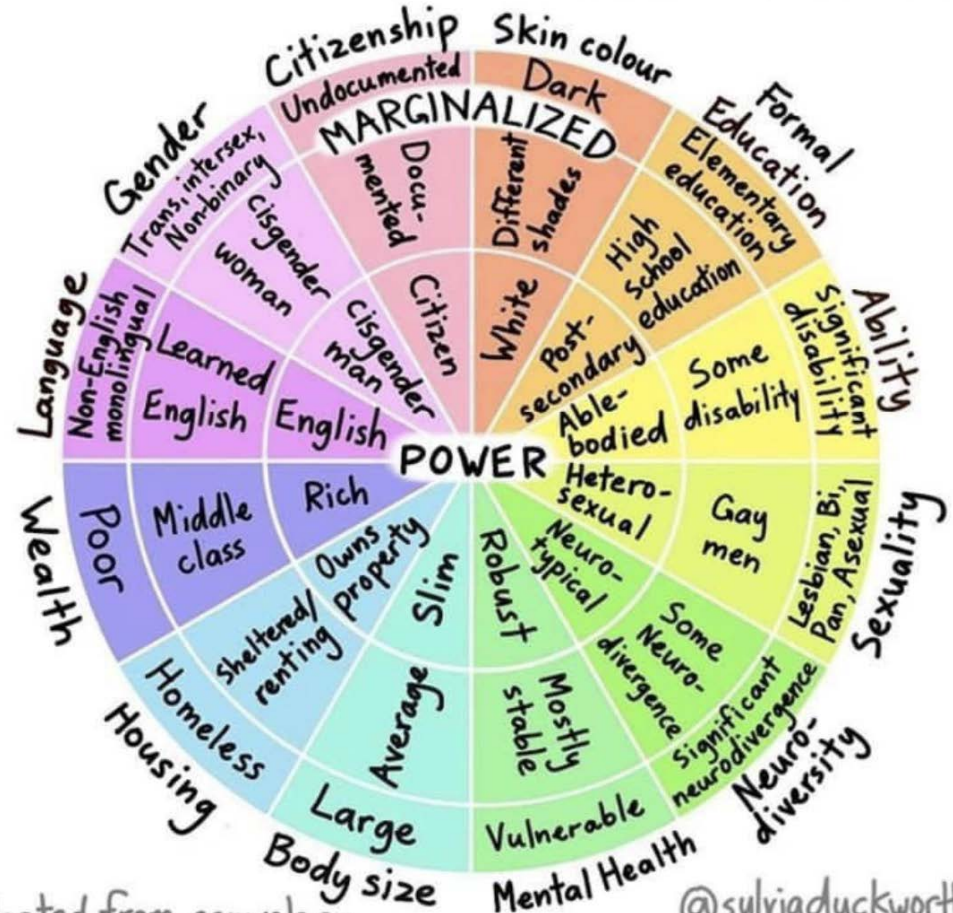 Citizenship
Undocumented
Docu-
mented
Citizen
Skin colour
Dark
Different
shades
White
Formal
Education
Elementary
education
High
School
education
Post-
secondary
Ability
Significant
disability
Some
disability
Able-
bodied
Sexuality
Lesbian, Bi,
Pan, Asexual
Gay
men
Hetero-
sexual
Neuro-
diversity
Significant
neurodivergence
Some
Neuro-
divergence
Neuro-
typical
Mental Health
Vulnerable
Mostly
stable
Robust
Body size
Large
Average
Slim
Housing
Homeless
Sheltered/
renting
Owns
property
Wealth
Poor
Middle
class
Rich
Language
Non-English
monolingual
Learned
English
English
Gender
Trans, intersex,
Non-binary
cisgender
woman
cisgender
man
MARGINALIZED
POWER
@sylviaduckworth